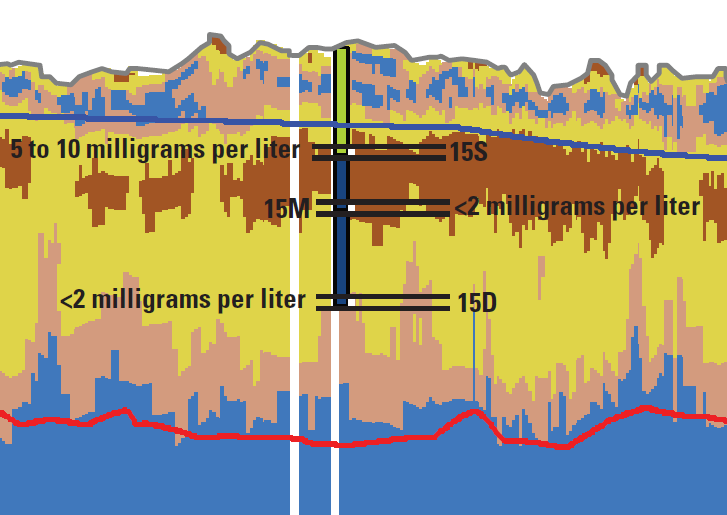 5 to 10 milligrams per liter
15S
15M
<2 milligrams per liter
<2 milligrams per liter
15D